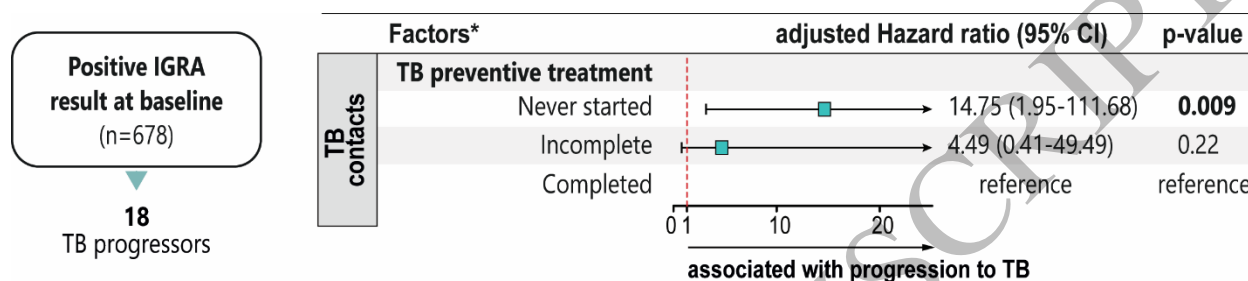 Positive IGRA
result at baseline
(n=678)
18
TB progressors
Factors* adjusted Hazard ratio (95% CI) p-value
TB contacts
TB preventive treatment
Never started 14.75 (1.95-111.68) 0.009
Incomplete 4.49 (0.41-49.49) 0.22
Completed reference reference
0 1 10 20
associated with progression to TB